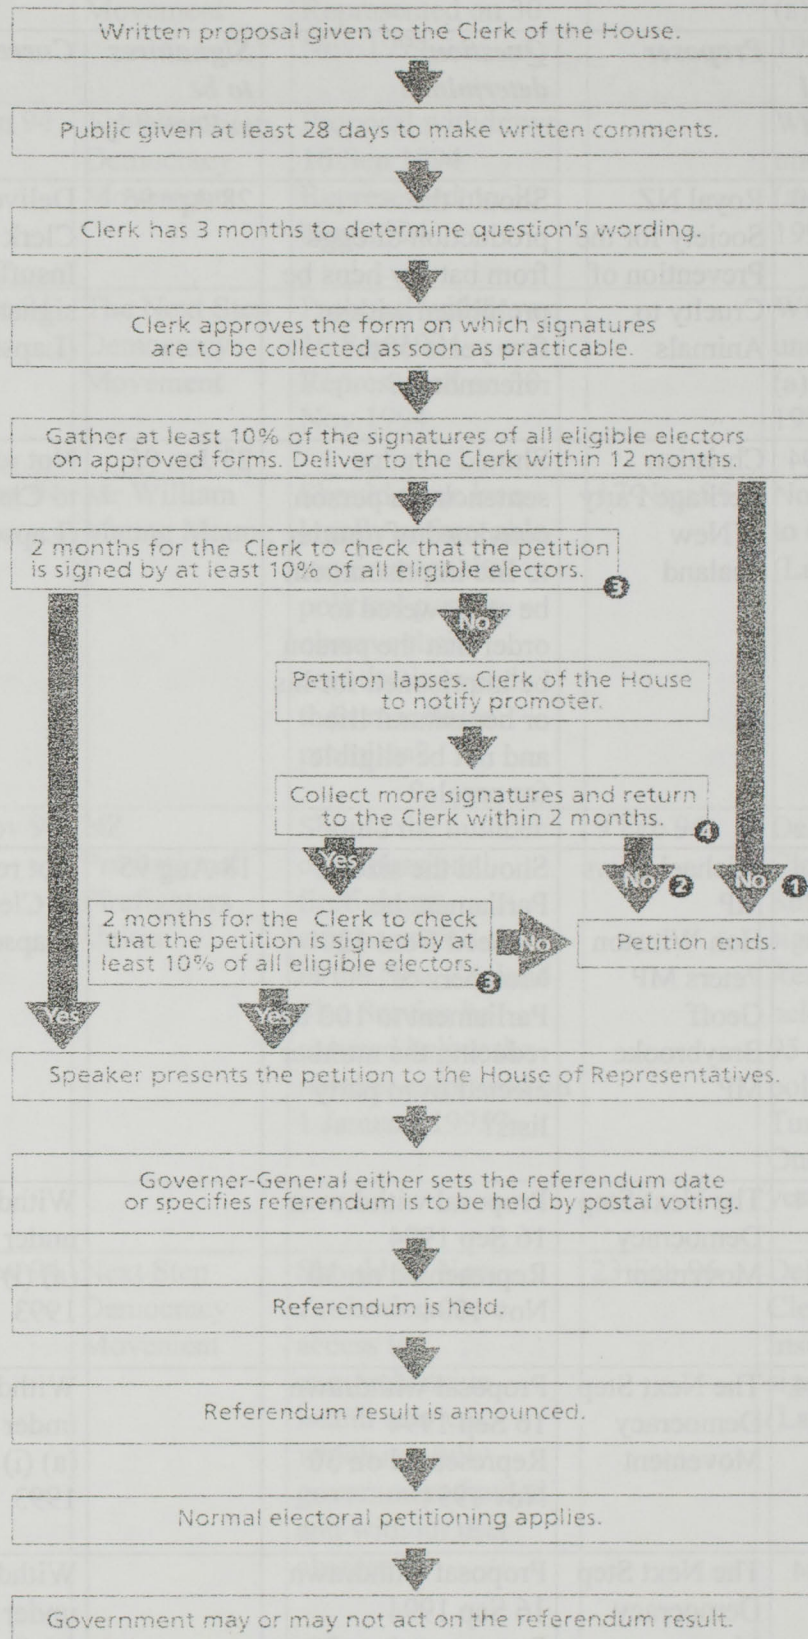 Written proposal given to the Clerk of the House.
Public given at least 28 days to make written comments.
Clerk has 3 months to determine question's wording.
Clerk approves the form on which signatures
are to be collected as soon as practicable.
Gather at least 10% of the signatures of all eligible electors
on approved forms. Deliver to the Clerk within 12 months.
2 months for the Clerk to check that the petition
is signed by at least 10% of all eligible electors.
3
No
Petition lapses. Clerk of the House
to notify promoter.
Collect more signatures and return
to the Clerk within 2 months.
4
Yes
No
2
No
1
2 months for the Clerk to check
that the petition is signed by at
least 10% of all eligible electors.
3
No
Petition ends.
Yes
Yes
Speaker presents the petition to the House of Representatives.
Governer-General either sets the referendum date
or specifies referendum is to be held by postal voting.
Referendum is held.
Referendum result is announced.
Normal electoral petitioning applies.
Government may or may not act on the referendum result.